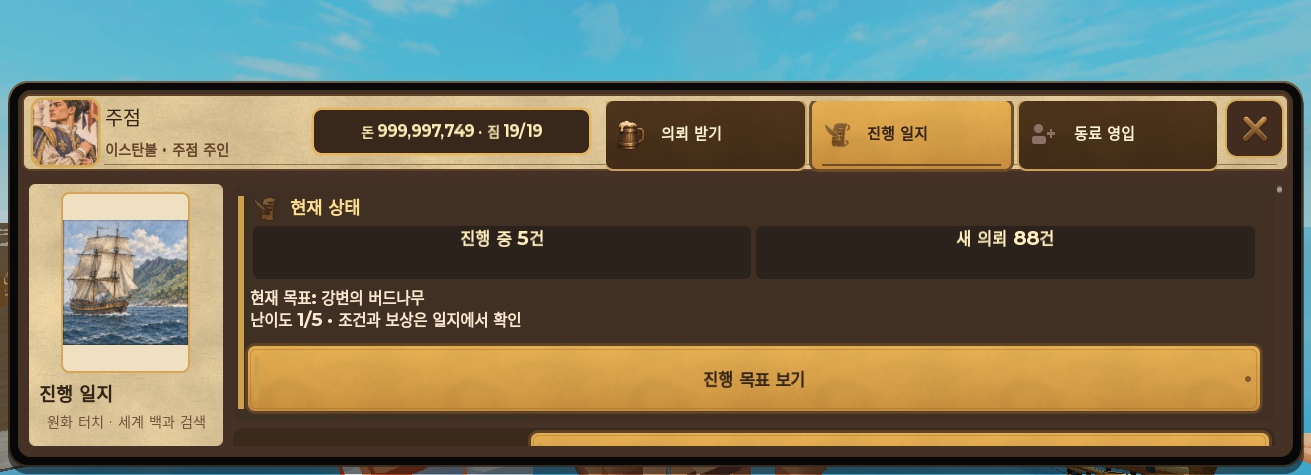 주점
이스탄불 • 주점 주인
돈 999,997,749 · 짐 19/19
의뢰 받기
진행 일지
동료 영입
진행 일지
원화 터치 · 세계 백과 검색
현재 상태
진행 중 5건
새 의뢰 88건
현재 목표: 강변의 버드나무
난이도 1/5 • 조건과 보상은 일지에서 확인
진행 목표 보기